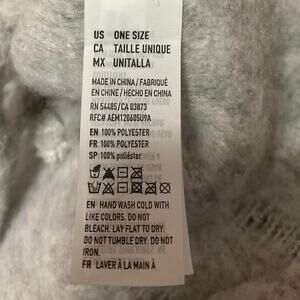 US ONE SIZE
CA TAILLE UNIQUE
MX UNITALLA
MADE IN CHINA / FABRIQUÉ
EN CHINE / HECHO EN CHINA
RN 54485/CA 03873
RFC# AEM1206405U9A
EN 100% POLYESTER
FR 100% POLYESTER
SP 100% poliéster
EN HAND WASH COLD WITH
LIKE COLORS. DO NOT
BLEACH. LAY FLAT TO DRY.
DO NOT TUMBLE DRY. DO NOT
IRON.
FR LAVER À LA MAIN À